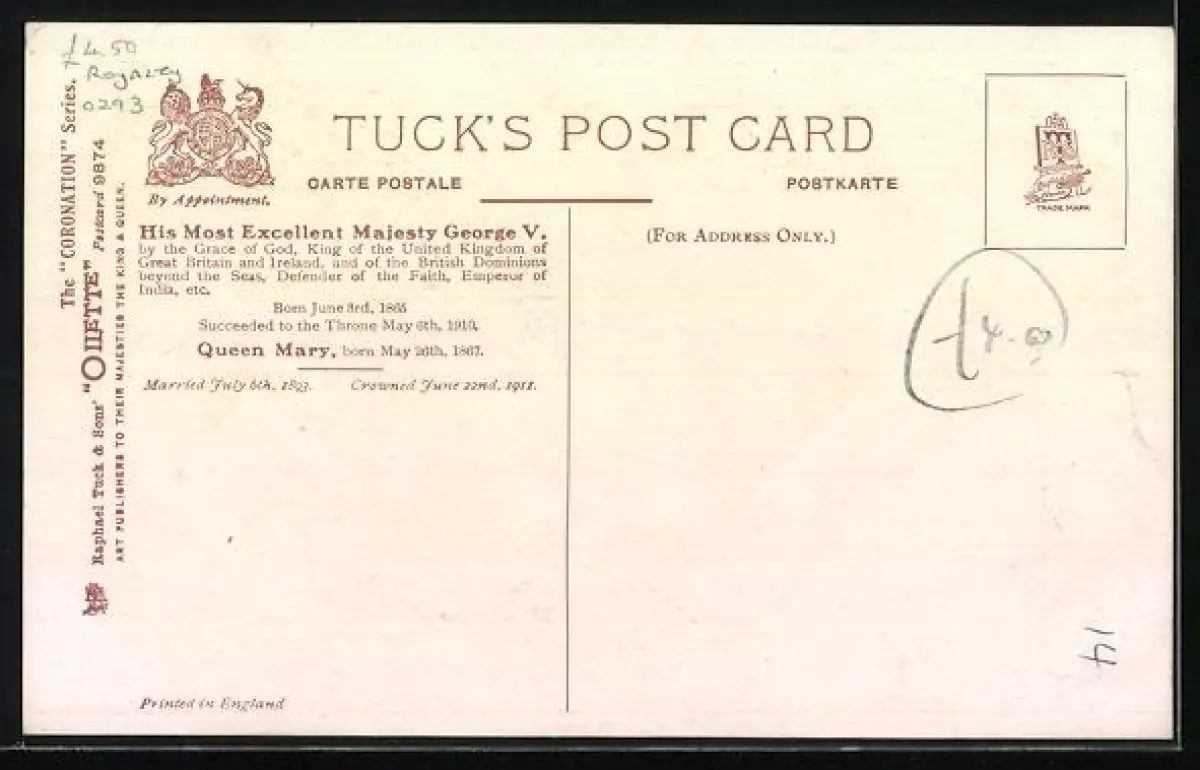 £4.50
Royalty
0293
The "CORONATION" Series.
Raphael Tuck & Sons' "OILETTE" Postcard 9874
ART PUBLISHERS TO THEIR MAJESTIES THE KING & QUEEN.
By Appointment.
TUCK'S POST CARD
CARTE POSTALE
POSTKARTE
TRADE MARK
His Most Excellent Majesty George V.
by the Grace of God, King of the United Kingdom of
Great Britain and Ireland, and of the British Dominions
beyond the Seas, Defender of the Faith, Emperor of
India, etc.
Born June 3rd, 1865
Succeeded to the Throne May 6th, 1910.
Queen Mary, born May 26th, 1867.
Married July 6th, 1893. Crowned June 22nd, 1911.
(FOR ADDRESS ONLY.)
14
Printed in England